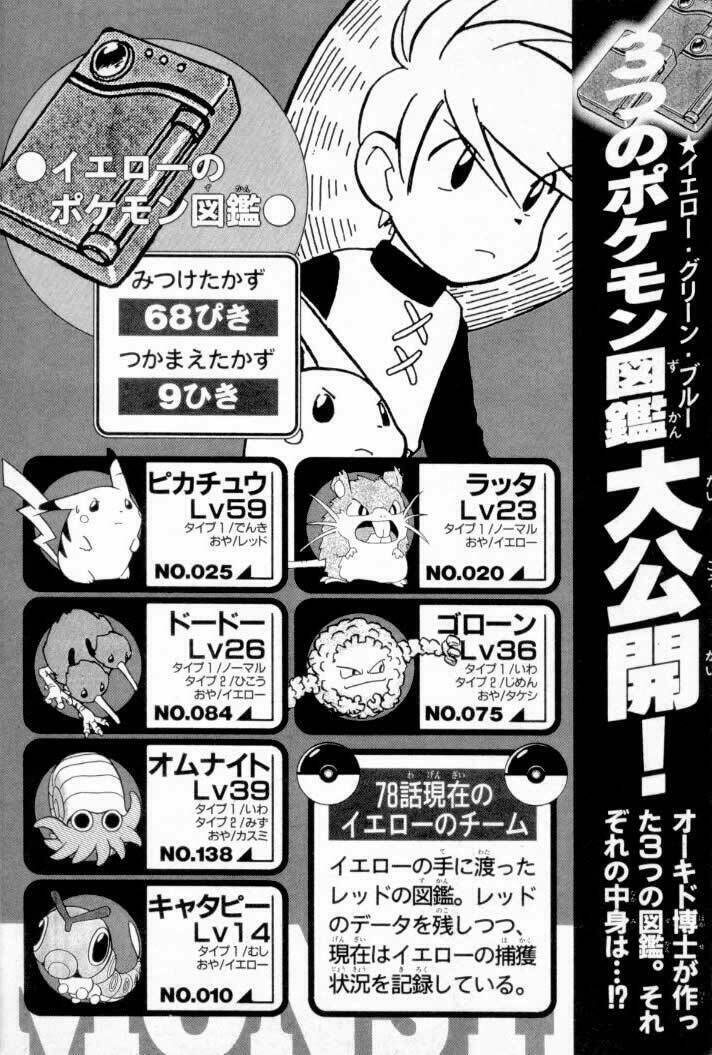 ★イエロー・グリーン・ブルー
3つのポケモン図鑑大公開!
オーキド博士が作っ
た3つの図鑑。それ
ぞれの中身は…!?
●イエローの
ポケモン図鑑●
みつけたかず
68ぴき
つかまえたかず
9ひき
ピカチュウ
Lv59
タイプ1/でんき
おや/レッド
NO.025
ラッタ
Lv23
タイプ1/ノーマル
おや/イエロー
NO.020
ドードー
Lv26
タイプ1/ノーマル
タイプ2/ひこう
おや/イエロー
NO.084
ゴローン
Lv36
タイプ1/いわ
タイプ2/じめん
おや/タケシ
NO.075
オムナイト
Lv39
タイプ1/いわ
タイプ2/みず
おや/カスミ
NO.138
キャタピー
Lv14
タイプ1/むし
おや/イエロー
NO.010
78話現在の
イエローのチーム
イエローの手に渡った
レッドの図鑑。レッド
のデータを残しつつ、
現在はイエローの捕獲
状況を記録している。